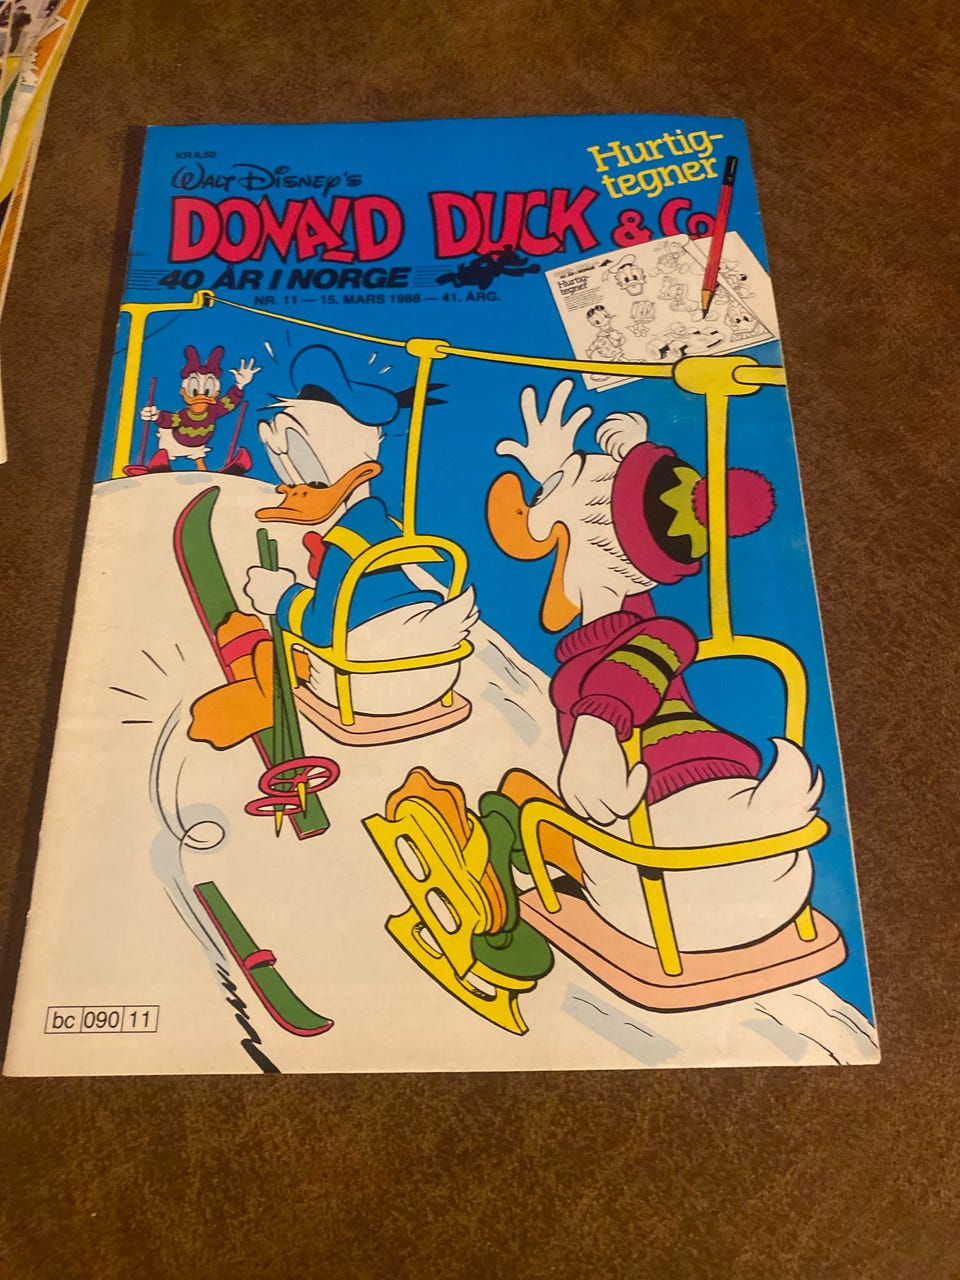 KR 8,50
Hurtig-
tegner
WALT DISNEY'S
DONALD DUCK & Co
40 ÅR I NORGE
NR. 11 — 15. MARS 1988 — 41. ÅRG.
Hurtig-
tegner
bc 090 11